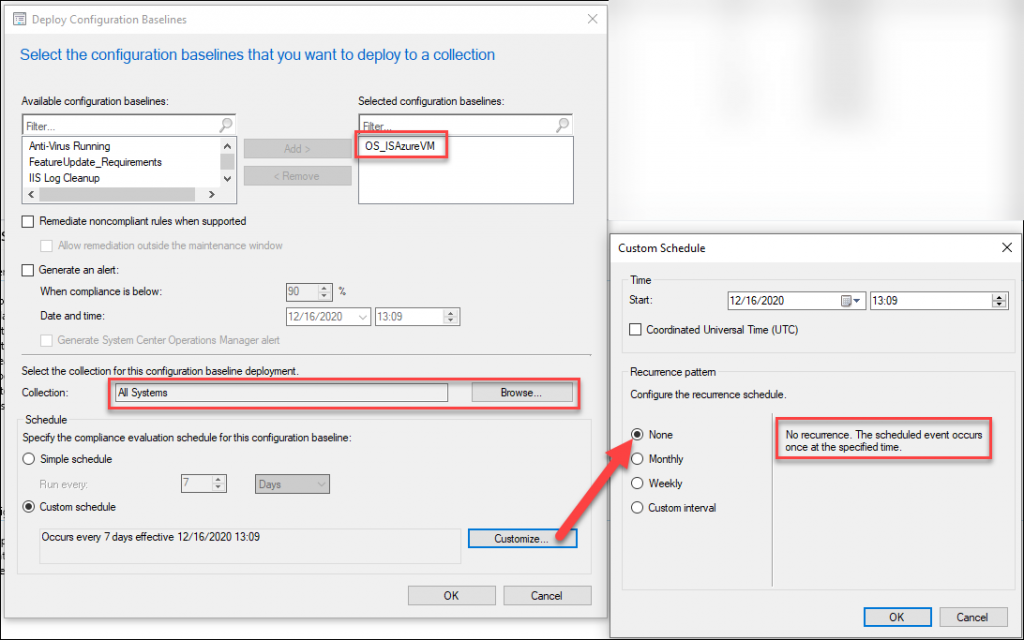 Deploy Configuration Baselines
Select the configuration baselines that you want to deploy to a collection
Available configuration baselines:
Filter...
Anti-Virus Running
FeatureUpdate_Requirements
IIS Log Cleanup
Add >
< Remove
Selected configuration baselines:
Filter...
OS_ISAzureVM
Remediate noncompliant rules when supported
Allow remediation outside the maintenance window
Generate an alert:
When compliance is below:
90
%
Date and time:
12/16/2020
13:09
Generate System Center Operations Manager alert
Select the collection for this configuration baseline deployment.
Collection:
All Systems
Browse...
Schedule
Specify the compliance evaluation schedule for this configuration baseline:
Simple schedule
Run every:
7
Days
Custom schedule
Occurs every 7 days effective 12/16/2020 13:09
Customize...
OK
Cancel
Custom Schedule
Time
Start:
12/16/2020
13:09
Coordinated Universal Time (UTC)
Recurrence pattern
Configure the recurrence schedule.
None
Monthly
Weekly
Custom interval
No recurrence. The scheduled event occurs
once at the specified time.
OK
Cancel